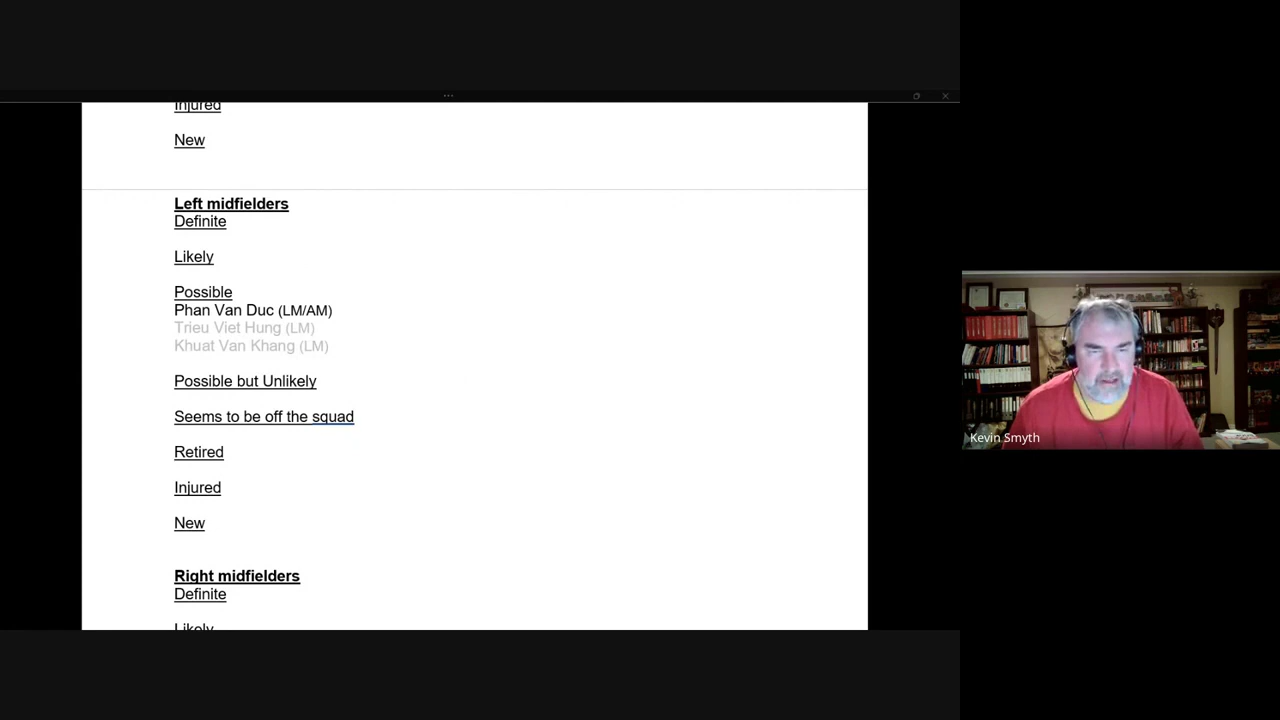 Injured
New
Left midfielders
Definite
Likely
Possible
Phan Van Duc (LM/AM)
Trieu Viet Hung (LM)
Khuat Van Khang (LM)
Possible but Unlikely
Seems to be off the squad
Retired
Injured
New
Right midfielders
Definite
Likely
Kevin Smyth